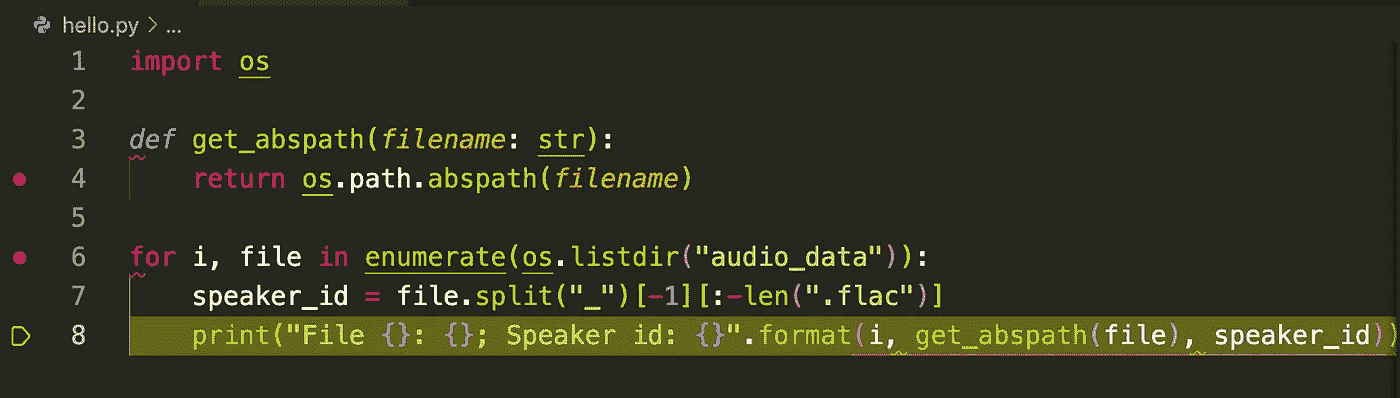 hello.py > ...
1 import os
2
3 def get_abspath(filename: str):
4     return os.path.abspath(filename)
5
6 for i, file in enumerate(os.listdir("audio_data")):
7     speaker_id = file.split("_")[-1][:-len(".flac")]
8     print("File {}: {}; Speaker id: {}".format(i, get_abspath(file), speaker_id))